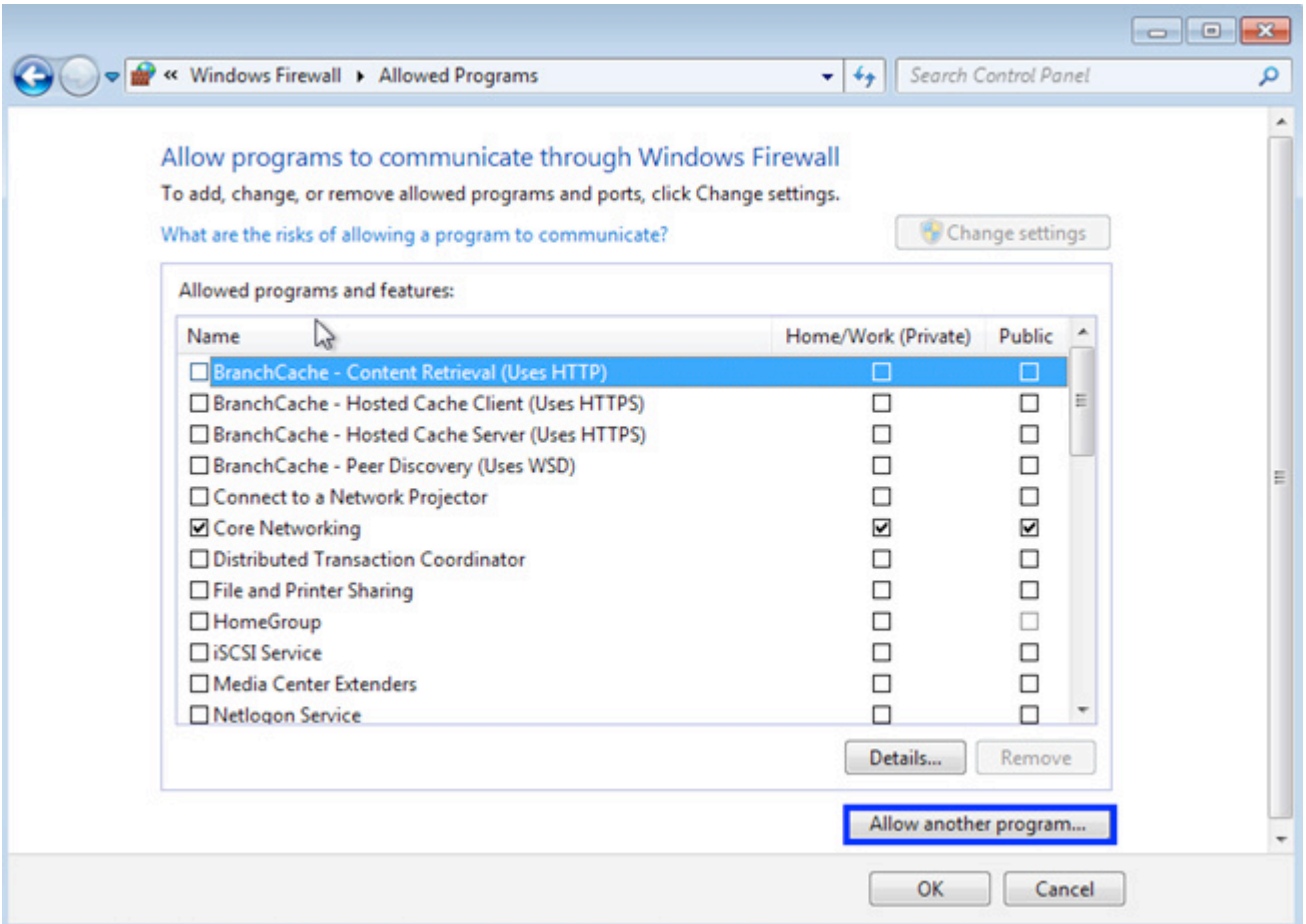 « Windows Firewall ▸ Allowed Programs
Search Control Panel
Allow programs to communicate through Windows Firewall
To add, change, or remove allowed programs and ports, click Change settings.
What are the risks of allowing a program to communicate?
Change settings
Allowed programs and features:
Name Home/Work (Private) Public
BranchCache - Content Retrieval (Uses HTTP)
BranchCache - Hosted Cache Client (Uses HTTPS)
BranchCache - Hosted Cache Server (Uses HTTPS)
BranchCache - Peer Discovery (Uses WSD)
Connect to a Network Projector
Core Networking
Distributed Transaction Coordinator
File and Printer Sharing
HomeGroup
iSCSI Service
Media Center Extenders
Netlogon Service
Details... Remove
Allow another program...
OK Cancel